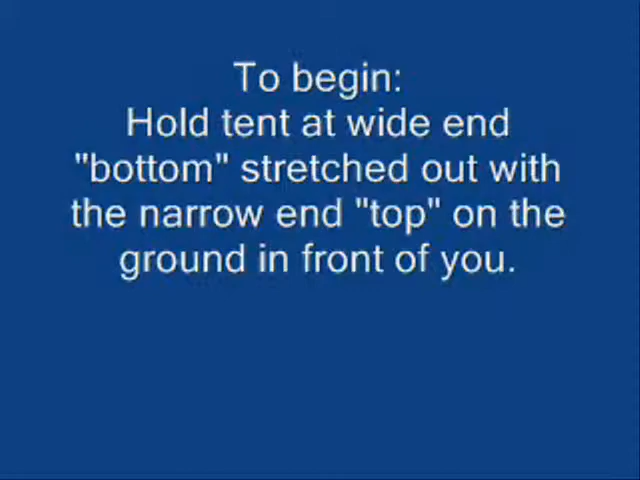 To begin:
Hold tent at wide end
"bottom" stretched out with
the narrow end "top" on the
ground in front of you.